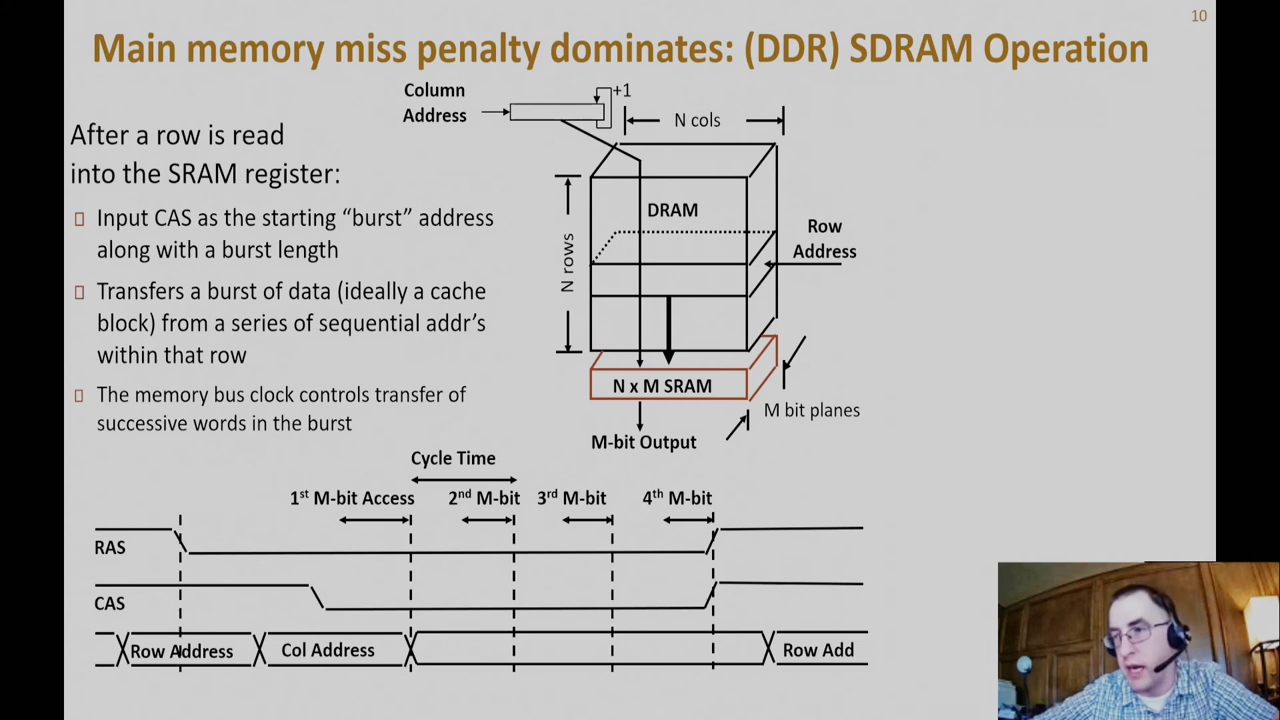 10
Main memory miss penalty dominates: (DDR) SDRAM Operation
After a row is read
into the SRAM register:
Input CAS as the starting “burst” address
along with a burst length
Transfers a burst of data (ideally a cache
block) from a series of sequential addr’s
within that row
The memory bus clock controls transfer of
successive words in the burst
Column
Address
+1
N cols
DRAM
N rows
Row
Address
N x M SRAM
M bit planes
M-bit Output
Cycle Time
1st M-bit Access
2nd M-bit
3rd M-bit
4th M-bit
RAS
CAS
Row Address
Col Address
Row Add